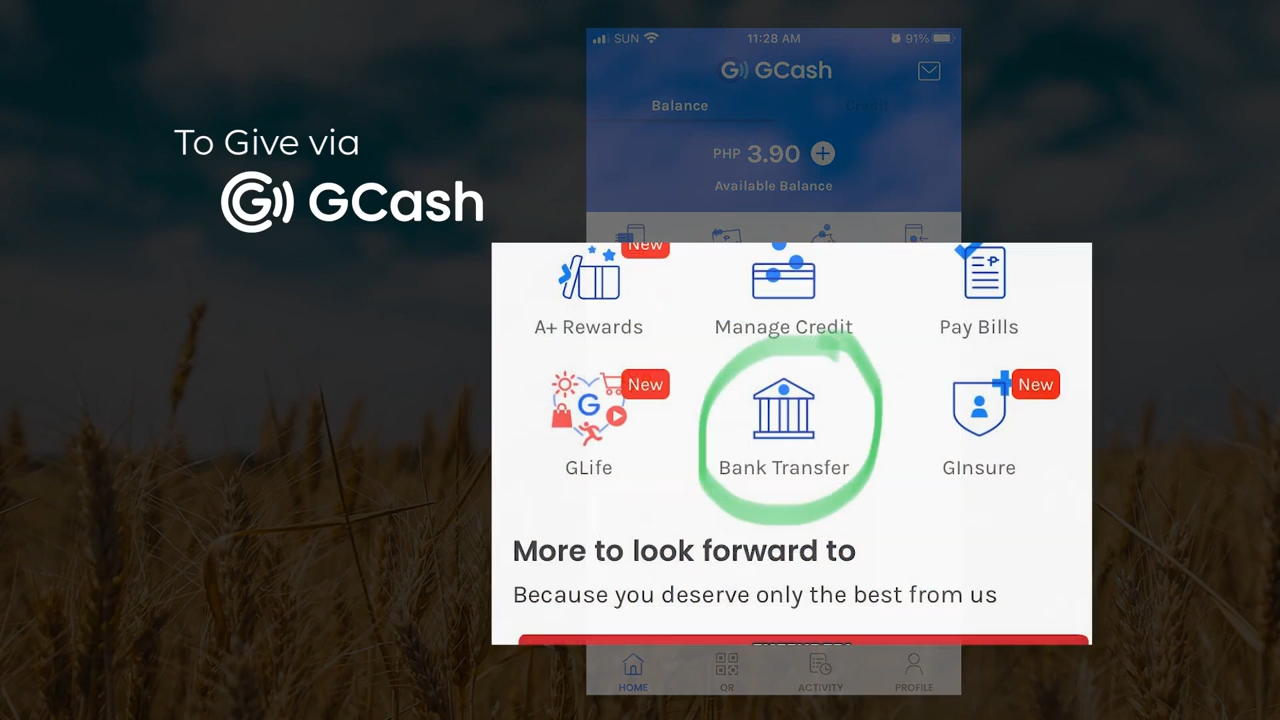 To Give via
GCash
SUN
11:28 AM
91%
GCash
Balance
Credit
PHP 3.90
Available Balance
New
A+ Rewards
Manage Credit
Pay Bills
New
New
GLife
Bank Transfer
GInsure
More to look forward to
Because you deserve only the best from us
HOME
QR
ACTIVITY
PROFILE